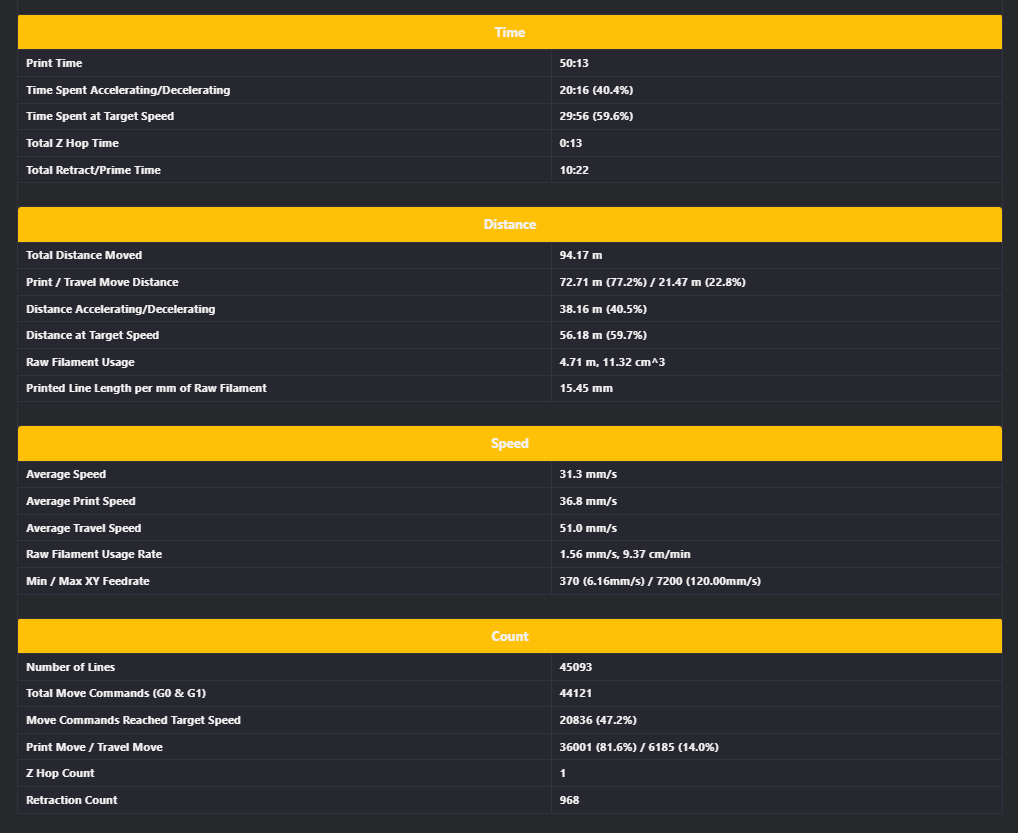 Time
Print Time 50:13
Time Spent Accelerating/Decelerating 20:16 (40.4%)
Time Spent at Target Speed 29:56 (59.6%)
Total Z Hop Time 0:13
Total Retract/Prime Time 10:22
Distance
Total Distance Moved 94.17 m
Print / Travel Move Distance 72.71 m (77.2%) / 21.47 m (22.8%)
Distance Accelerating/Decelerating 38.16 m (40.5%)
Distance at Target Speed 56.18 m (59.7%)
Raw Filament Usage 4.71 m, 11.32 cm^3
Printed Line Length per mm of Raw Filament 15.45 mm
Speed
Average Speed 31.3 mm/s
Average Print Speed 36.8 mm/s
Average Travel Speed 51.0 mm/s
Raw Filament Usage Rate 1.56 mm/s, 9.37 cm/min
Min / Max XY Feedrate 370 (6.16mm/s) / 7200 (120.00mm/s)
Count
Number of Lines 45093
Total Move Commands (G0 & G1) 44121
Move Commands Reached Target Speed 20836 (47.2%)
Print Move / Travel Move 36001 (81.6%) / 6185 (14.0%)
Z Hop Count 1
Retraction Count 968